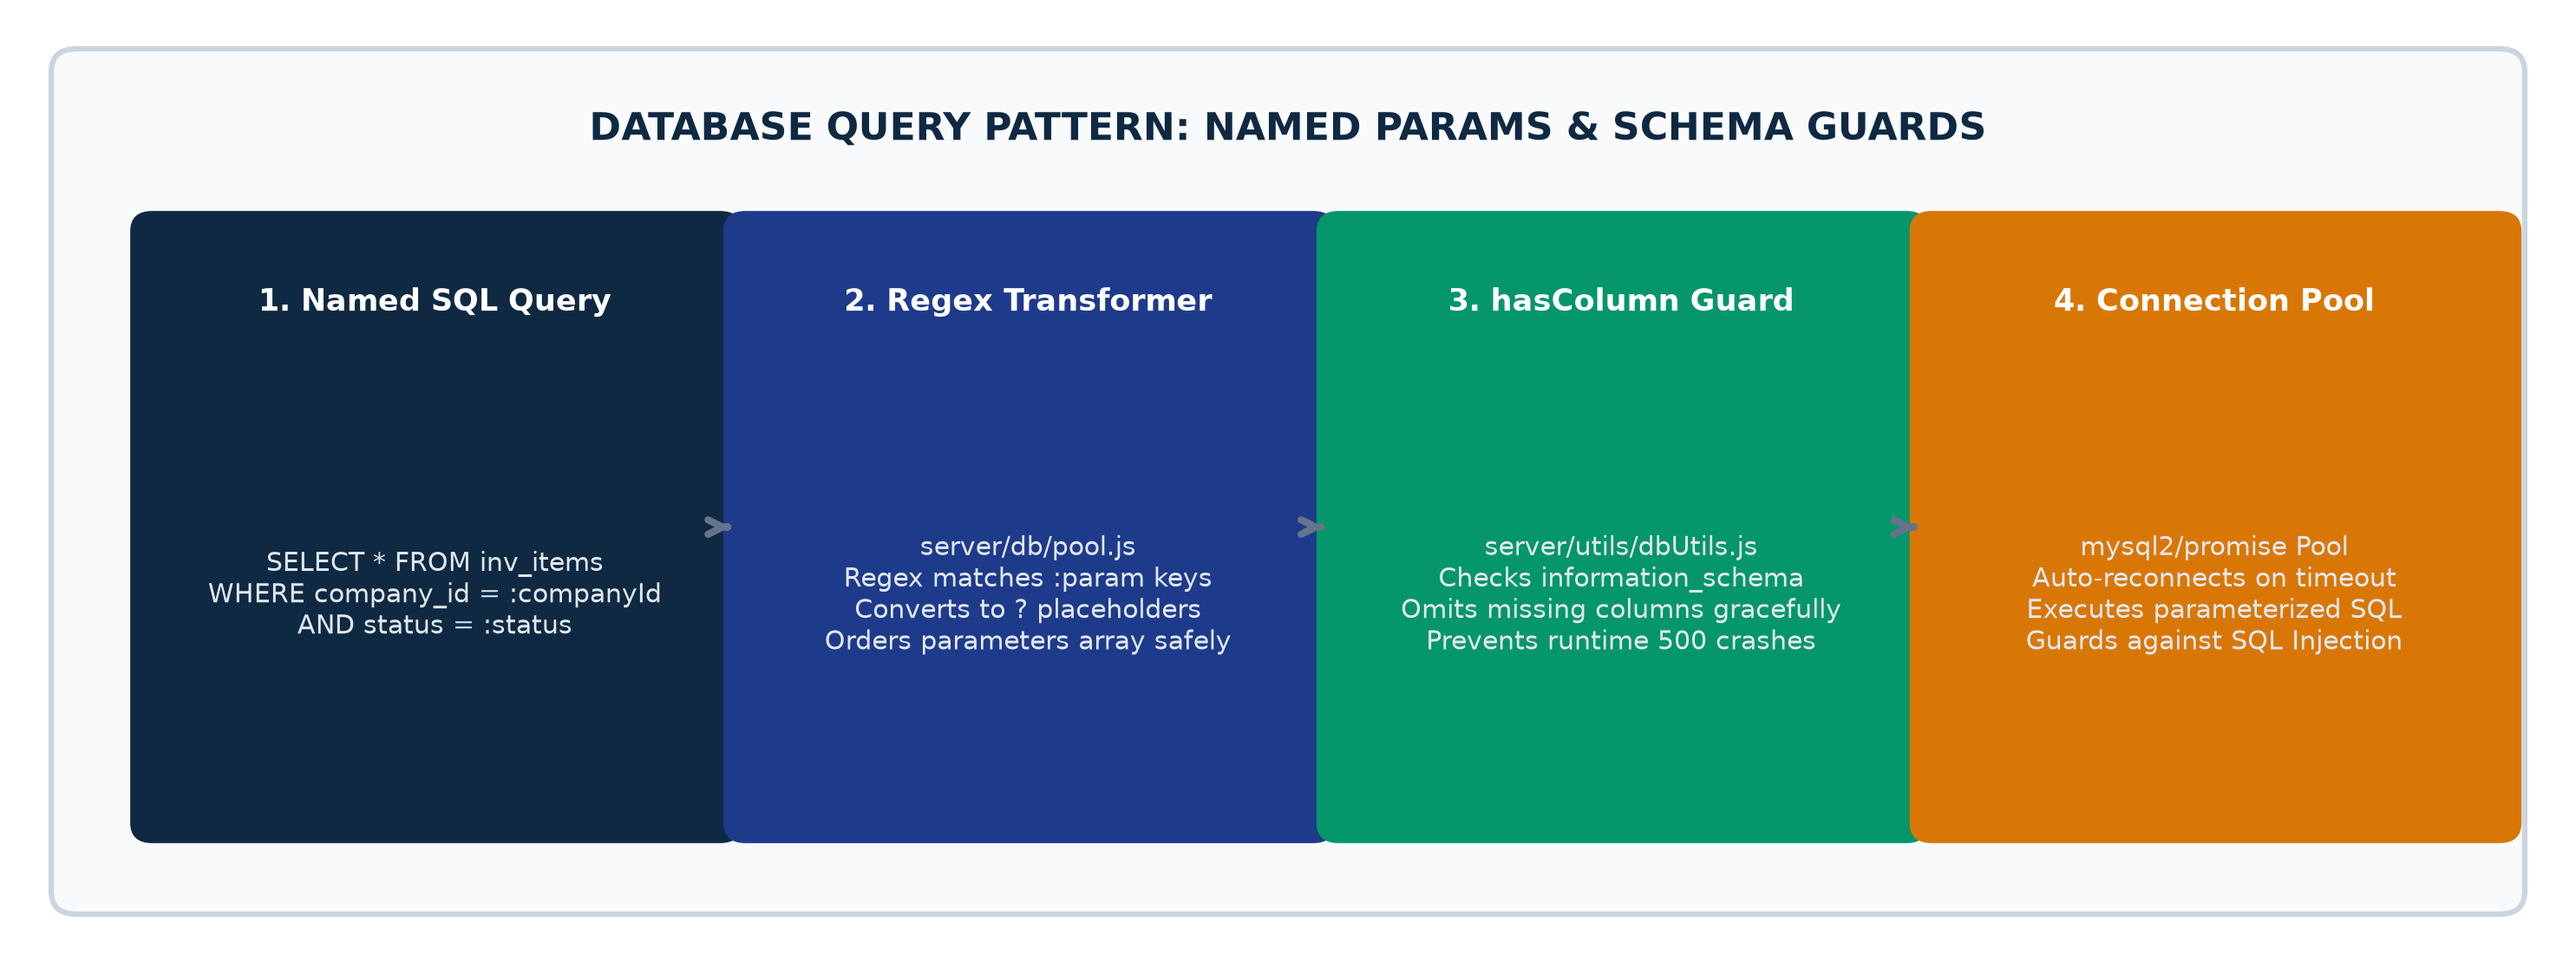 DATABASE QUERY PATTERN: NAMED PARAMS & SCHEMA GUARDS
1. Named SQL Query
SELECT * FROM inv_items
WHERE company_id = :companyId
AND status = :status
2. Regex Transformer
server/db/pool.js
Regex matches :param keys
Converts to ? placeholders
Orders parameters array safely
3. hasColumn Guard
server/utils/dbUtils.js
Checks information_schema
Omits missing columns gracefully
Prevents runtime 500 crashes
4. Connection Pool
mysql2/promise Pool
Auto-reconnects on timeout
Executes parameterized SQL
Guards against SQL Injection